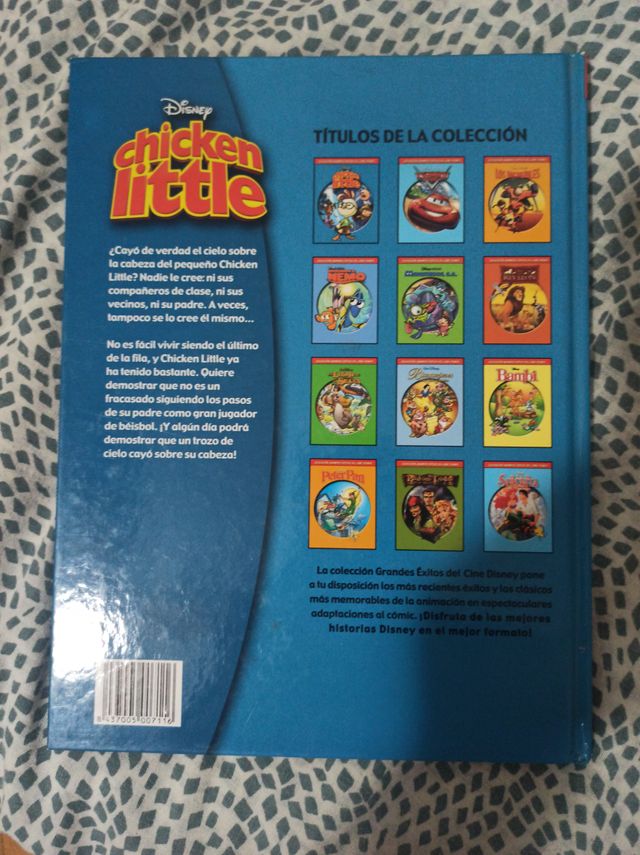 Disney
chicken
little
¿Cayó de verdad el cielo sobre
la cabeza del pequeño Chicken
Little? Nadie le cree: ni sus
compañeros de clase, ni sus
vecinos, ni su padre. A veces,
tampoco se lo cree él mismo...
No es fácil vivir siendo el último
de la fila, y Chicken Little ya
ha tenido bastante. Quiere
demostrar que no es un
fracasado siguiendo los pasos
de su padre como gran jugador
de béisbol. ¡Y algún día podrá
demostrar que un trozo de
cielo cayó sobre su cabeza!
8 437005 007116
TÍTULOS DE LA COLECCIÓN
LOS INCREÍBLES
NEMO
MONSTRUOS, S.A.
Bambi
Peter Pan
La colección Grandes Éxitos del Cine Disney pone
a tu disposición los más recientes éxitos y los clásicos
más memorables de la animación en espectaculares
adaptaciones al cómic. ¡Disfruta de las mejores
historias Disney en el mejor formato!